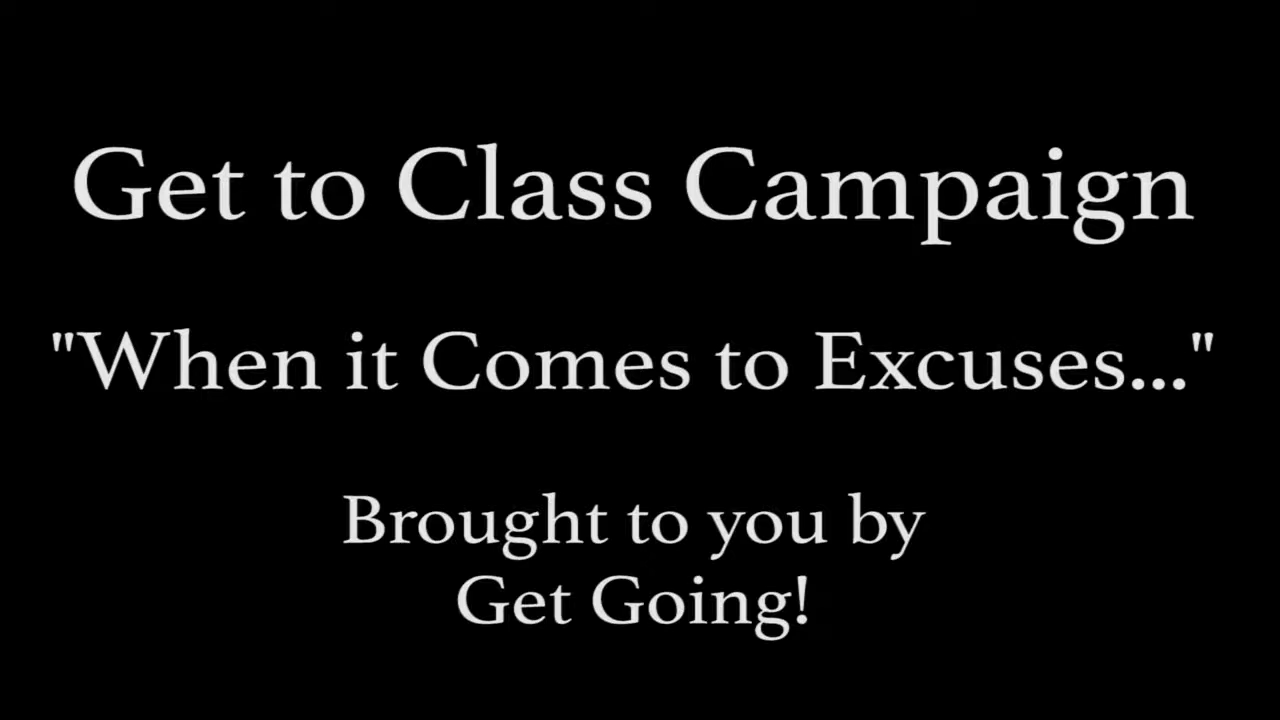 Get to Class Campaign
"When it Comes to Excuses..."
Brought to you by
Get Going!